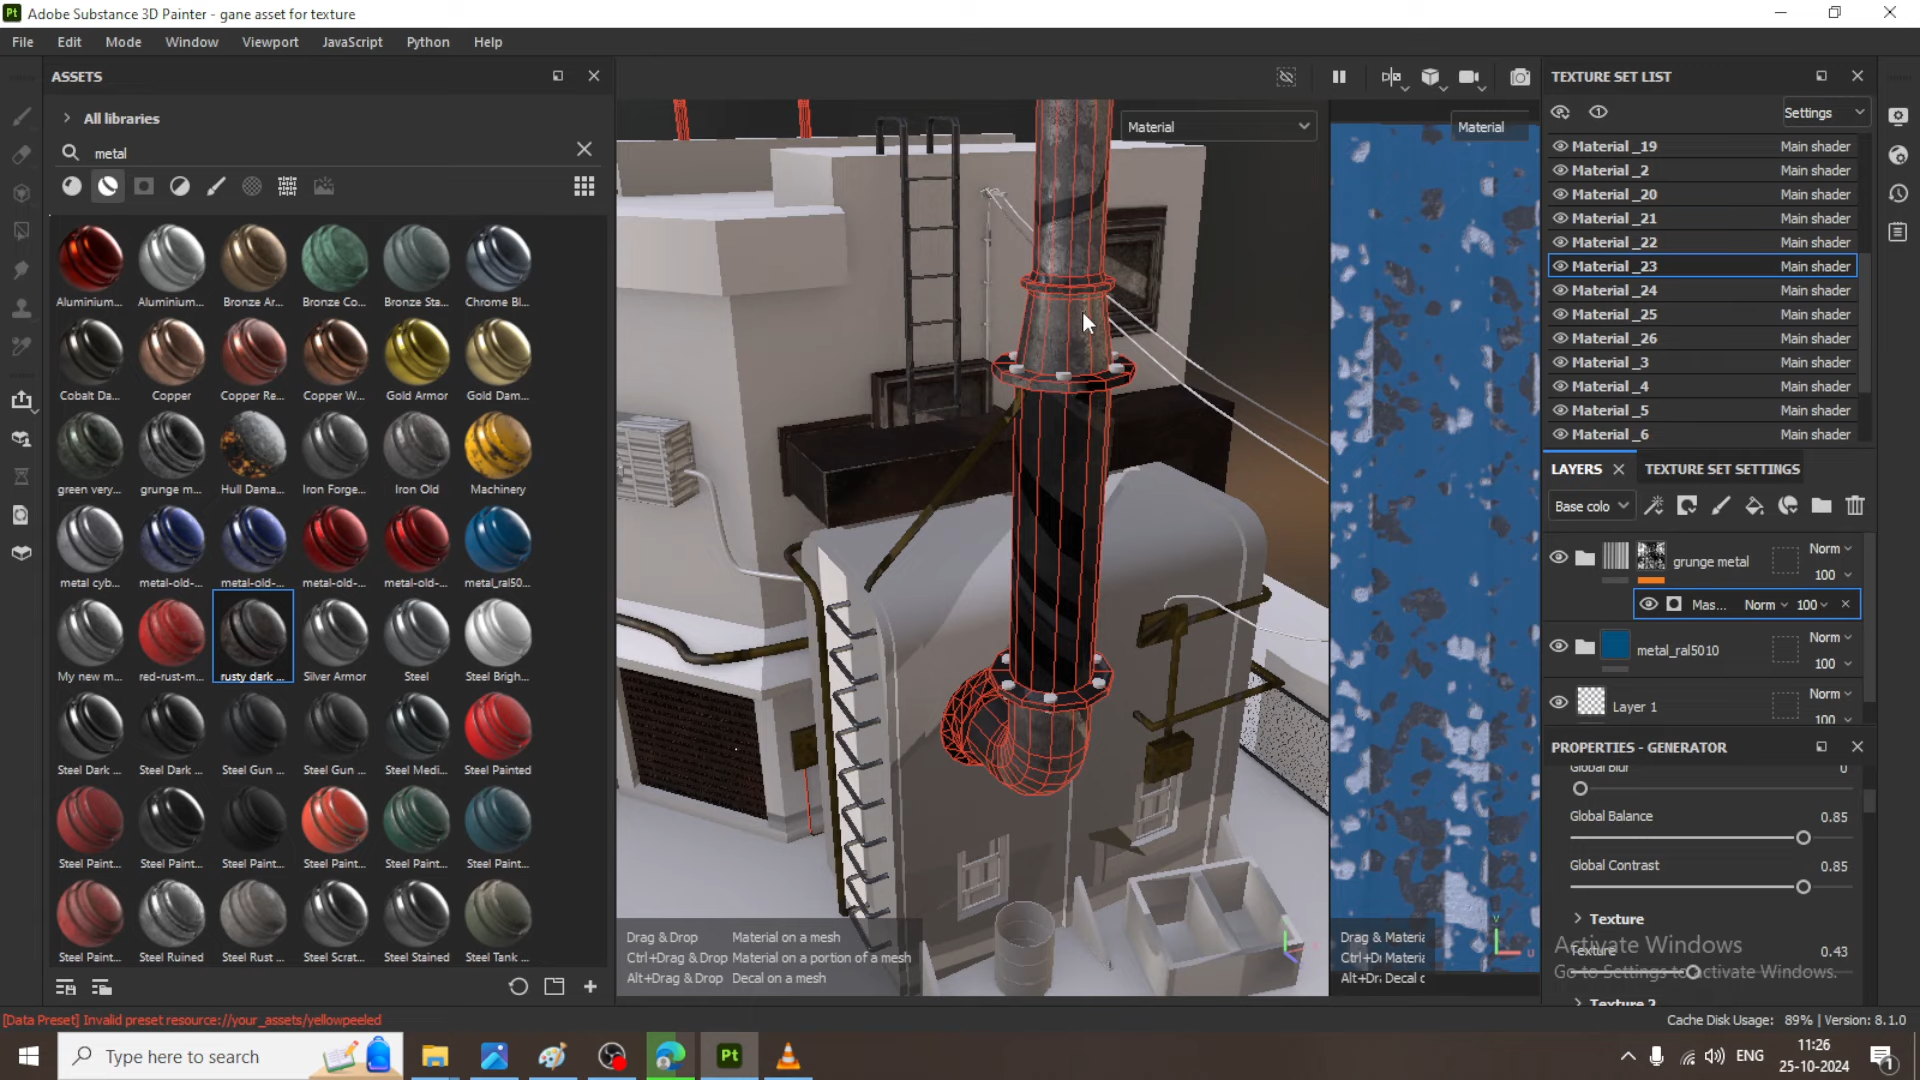 Adobe Substance 3D Painter - gane asset for texture
File Edit Mode Window Viewport JavaScript Python Help
ASSETS
All libraries
metal
Aluminium... Aluminium... Bronze Ar... Bronze Co... Bronze Sta... Chrome Bl...
Cobalt Da... Copper Copper Re... Copper W... Gold Armor Gold Dam...
green very... grunge m... Hull Dama... Iron Forge... Iron Old Machinery
metal cyb... metal-old-... metal-old-... metal-old-... metal-old-... metal_ral50...
My new m... red-rust-m... rusty dark ... Silver Armor Steel Steel Brigh...
Steel Dark ... Steel Dark ... Steel Gun ... Steel Gun ... Steel Medi... Steel Painted
Steel Paint... Steel Paint... Steel Paint... Steel Paint... Steel Paint... Steel Paint...
Steel Paint... Steel Ruined Steel Rust ... Steel Scrat... Steel Stained Steel Tank ...
Material
Material
Drag & Drop Material on a mesh
Ctrl+Drag & Drop Material on a portion of a mesh
Alt+Drag & Drop Decal on a mesh
Drag & Materia
Ctrl+Dr Materia
Alt+Dra Decal c
TEXTURE SET LIST
Settings
Material _19 Main shader
Material _2 Main shader
Material _20 Main shader
Material _21 Main shader
Material _22 Main shader
Material _23 Main shader
Material _24 Main shader
Material _25 Main shader
Material _26 Main shader
Material _3 Main shader
Material _4 Main shader
Material _5 Main shader
Material _6 Main shader
LAYERS TEXTURE SET SETTINGS
Base colo
grunge metal Norm 100
Mas... Norm 100
metal_ral5010 Norm 100
Layer 1 Norm 100
PROPERTIES - GENERATOR
Global Blur 0
Global Balance 0.85
Global Contrast 0.85
Texture
Texture 0.43
Texture 2
Activate Windows
Go to Settings to activate Windows.
[Data Preset] Invalid preset resource://your_assets/yellowpeeled
Cache Disk Usage: 89% | Version: 8.1.0
Type here to search
Pt
ENG
11:26
25-10-2024
1